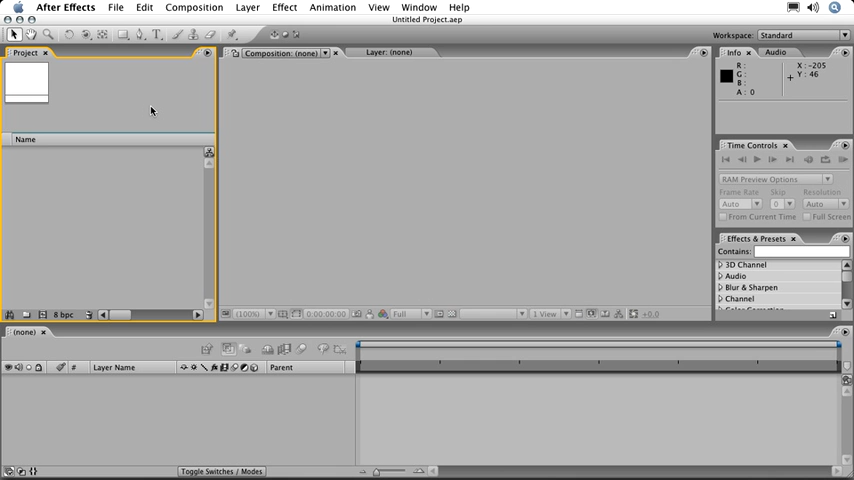 After Effects File Edit Composition Layer Effect Animation View Window Help
Untitled Project.aep
Workspace: Standard
Project
Composition: (none)
Layer: (none)
Info
Audio
R :
G :
B :
A : 0
X : -205
Y : 46
Name
Time Controls
RAM Preview Options
Frame Rate Skip Resolution
Auto 0 Auto
From Current Time Full Screen
Effects & Presets
Contains:
3D Channel
Audio
Blur & Sharpen
Channel
8 bpc
(100%) 0:00:00:00 Full 1 View +0.0
(none)
# Layer Name Parent
Toggle Switches / Modes